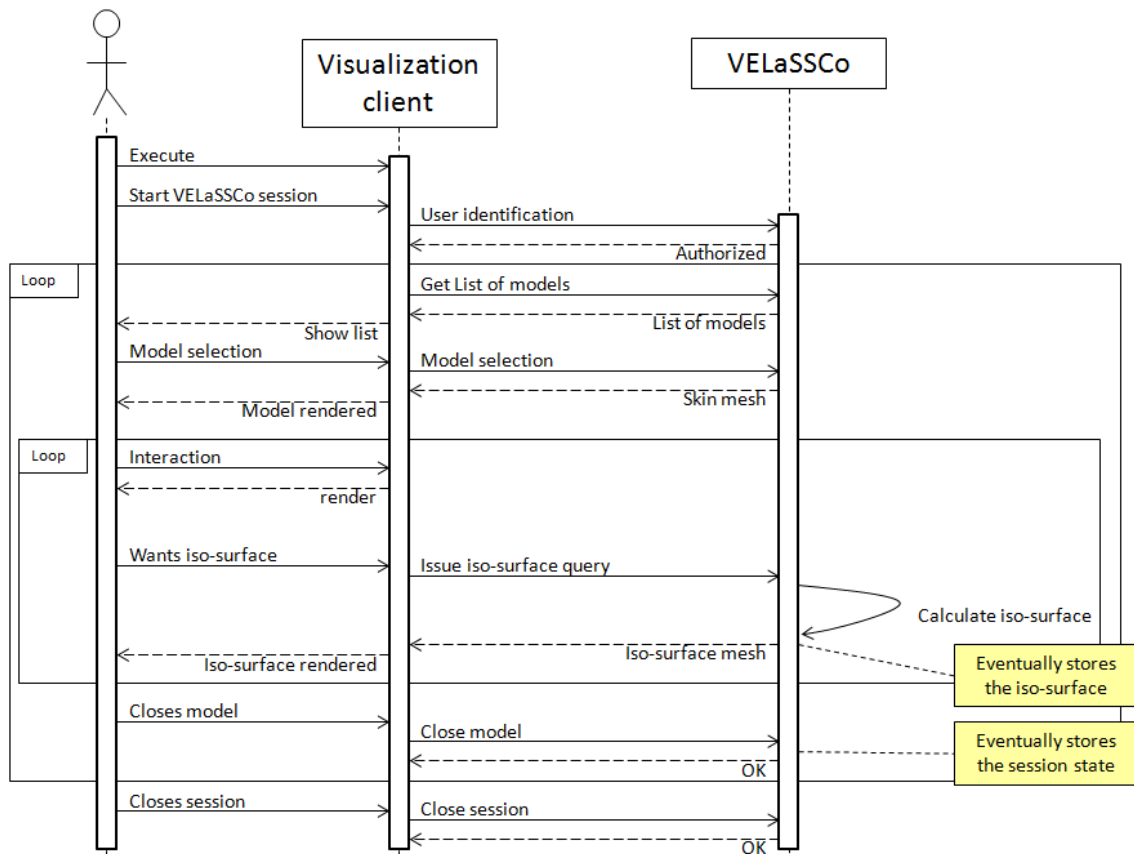 Visualization
client
VELaSSCo
Execute
Start VELaSSCo session
User identification
Authorized
Loop
Get List of models
List of models
Show list
Model selection
Model selection
Skin mesh
Model rendered
Loop
Interaction
render
Wants iso-surface
Issue iso-surface query
Calculate iso-surface
Iso-surface mesh
Iso-surface rendered
Eventually stores
the iso-surface
Closes model
Close model
Eventually stores
the session state
OK
Closes session
Close session
OK